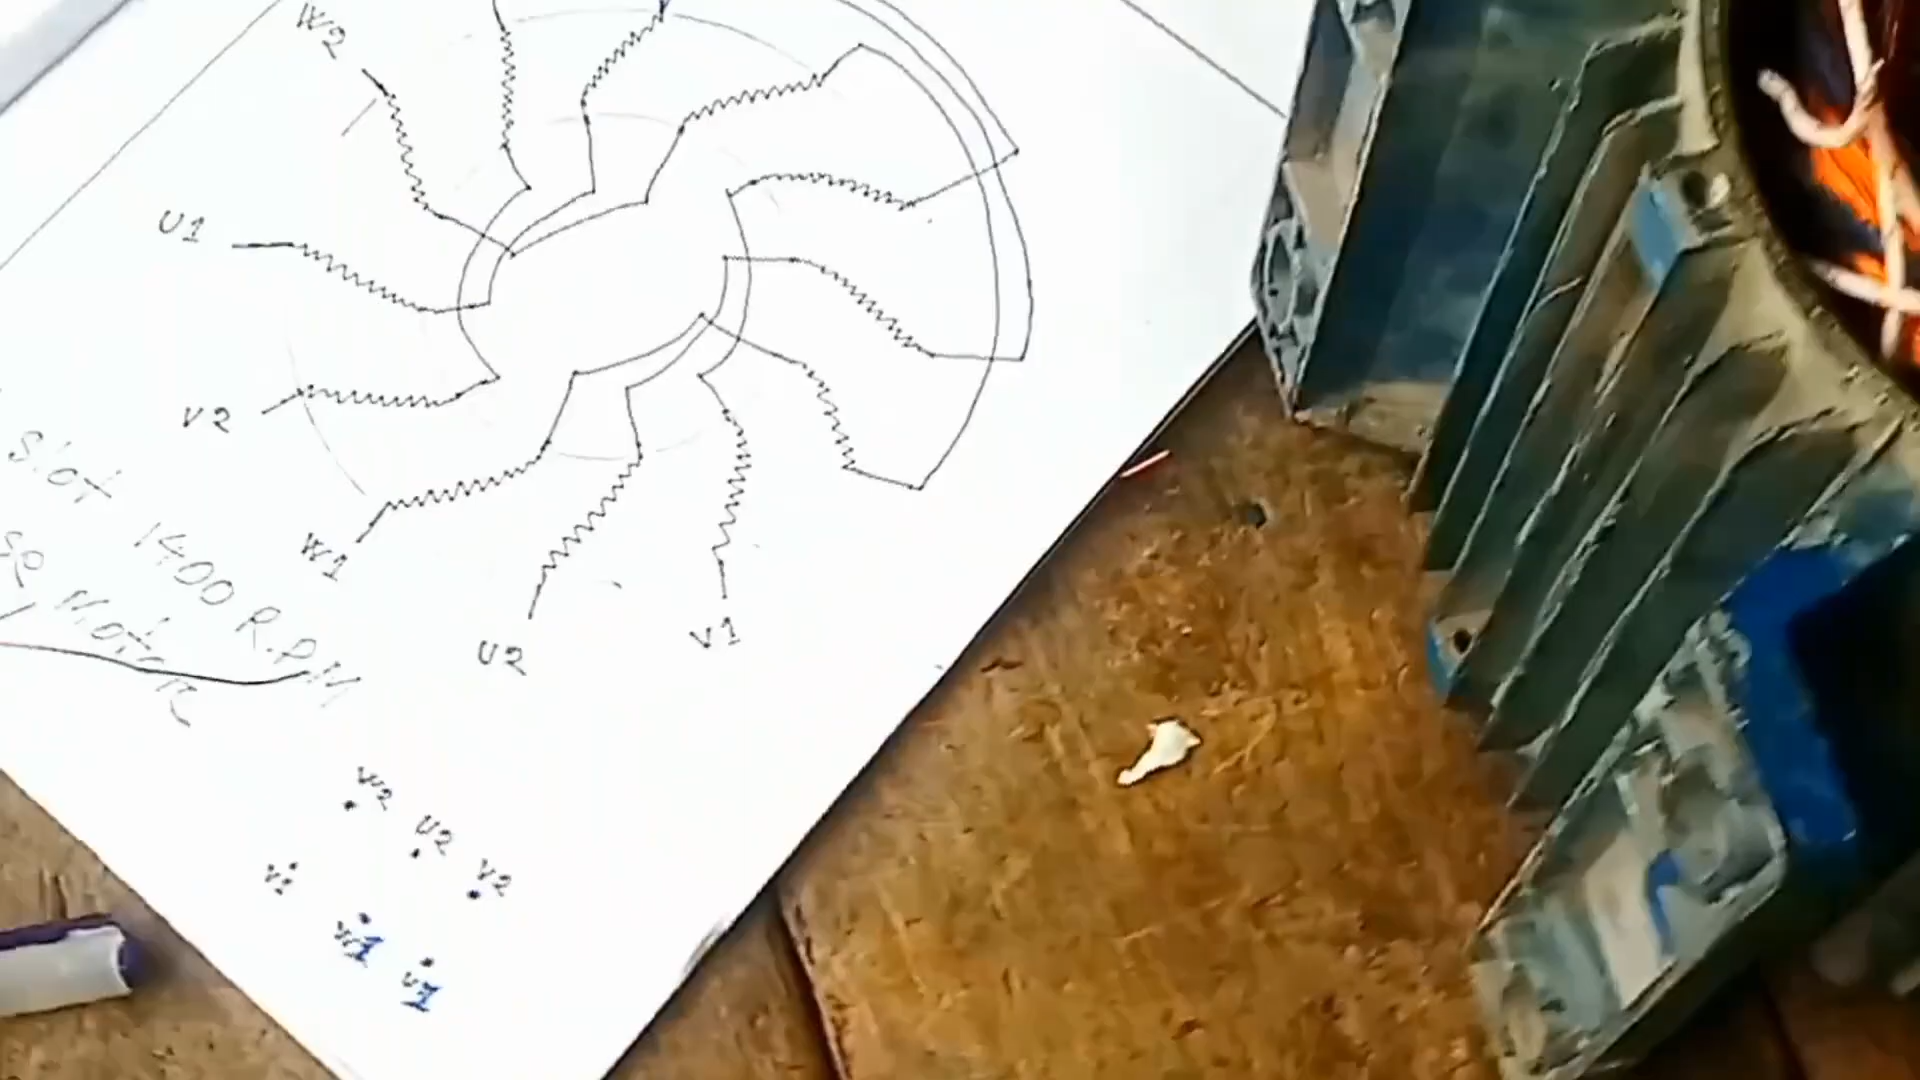 W2
U1
V2
W1
U2
V1
slot 1400 R.P.M
Motor
W2 U2 V2
V1 W1 U1